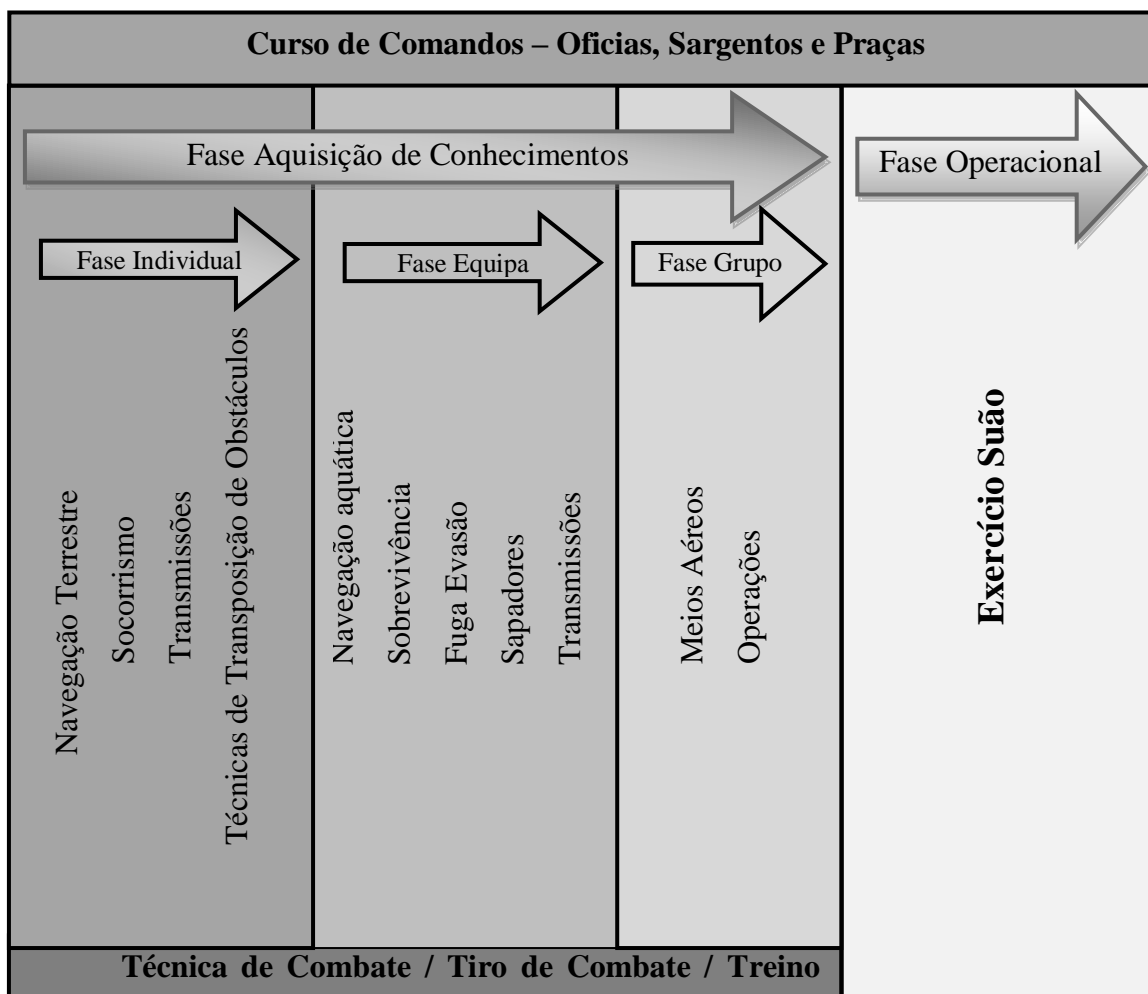 Curso de Comandos – Oficias, Sargentos e Praças
Fase Aquisição de Conhecimentos
Fase Operacional
Fase Individual
Fase Equipa
Fase Grupo
Navegação Terrestre
Socorrismo
Transmissões
Técnicas de Transposição de Obstáculos
Navegação aquática
Sobrevivência
Fuga Evasão
Sapadores
Transmissões
Meios Aéreos
Operações
Exercício Suão
Técnica de Combate / Tiro de Combate / Treino